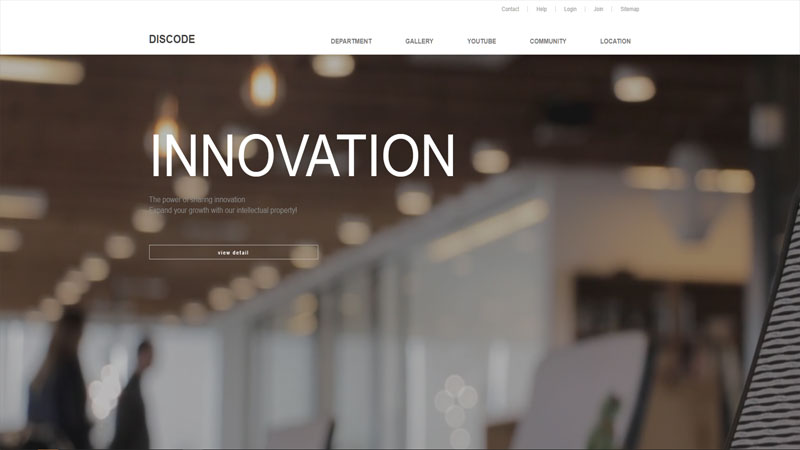 Contact Help Login Join Sitemap
DISCODE DEPARTMENT GALLERY YOUTUBE COMMUNITY LOCATION
INNOVATION
The power of sharing innovation
Expand your growth with our intellectual property!
view detail